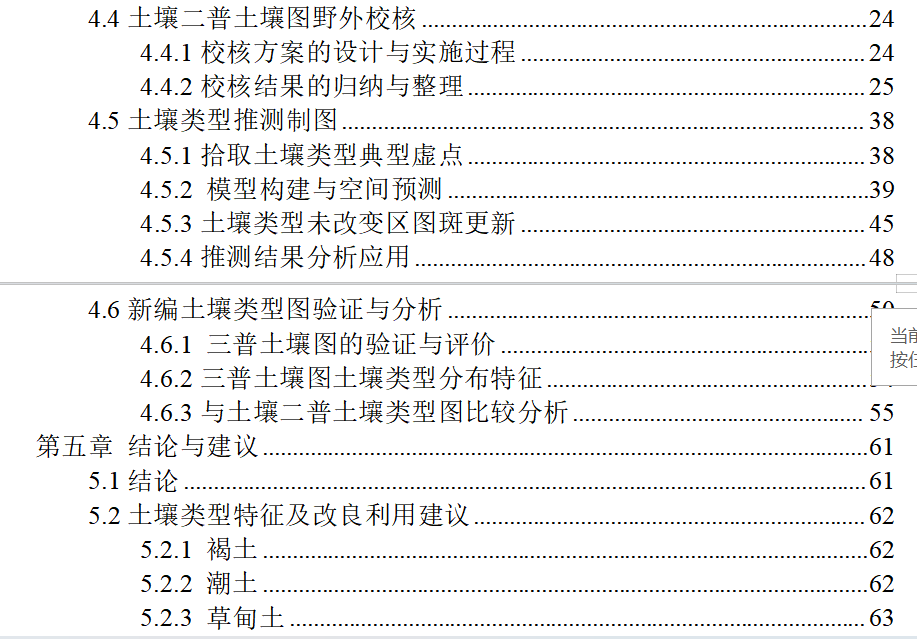 4.4 土壤二普土壤图野外校核 24
4.4.1 校核方案的设计与实施过程 24
4.4.2 校核结果的归纳与整理 25
4.5 土壤类型推测制图 38
4.5.1 拾取土壤类型典型虚点 38
4.5.2 模型构建与空间预测 39
4.5.3 土壤类型未改变区图斑更新 45
4.5.4 推测结果分析应用 48
4.6 新编土壤类型图验证与分析
4.6.1 三普土壤图的验证与评价
当前
4.6.2 三普土壤图土壤类型分布特征
按任
4.6.3 与土壤二普土壤类型图比较分析 55
第五章 结论与建议 61
5.1 结论 61
5.2 土壤类型特征及改良利用建议 62
5.2.1 褐土 62
5.2.2 潮土 62
5.2.3 草甸土 63